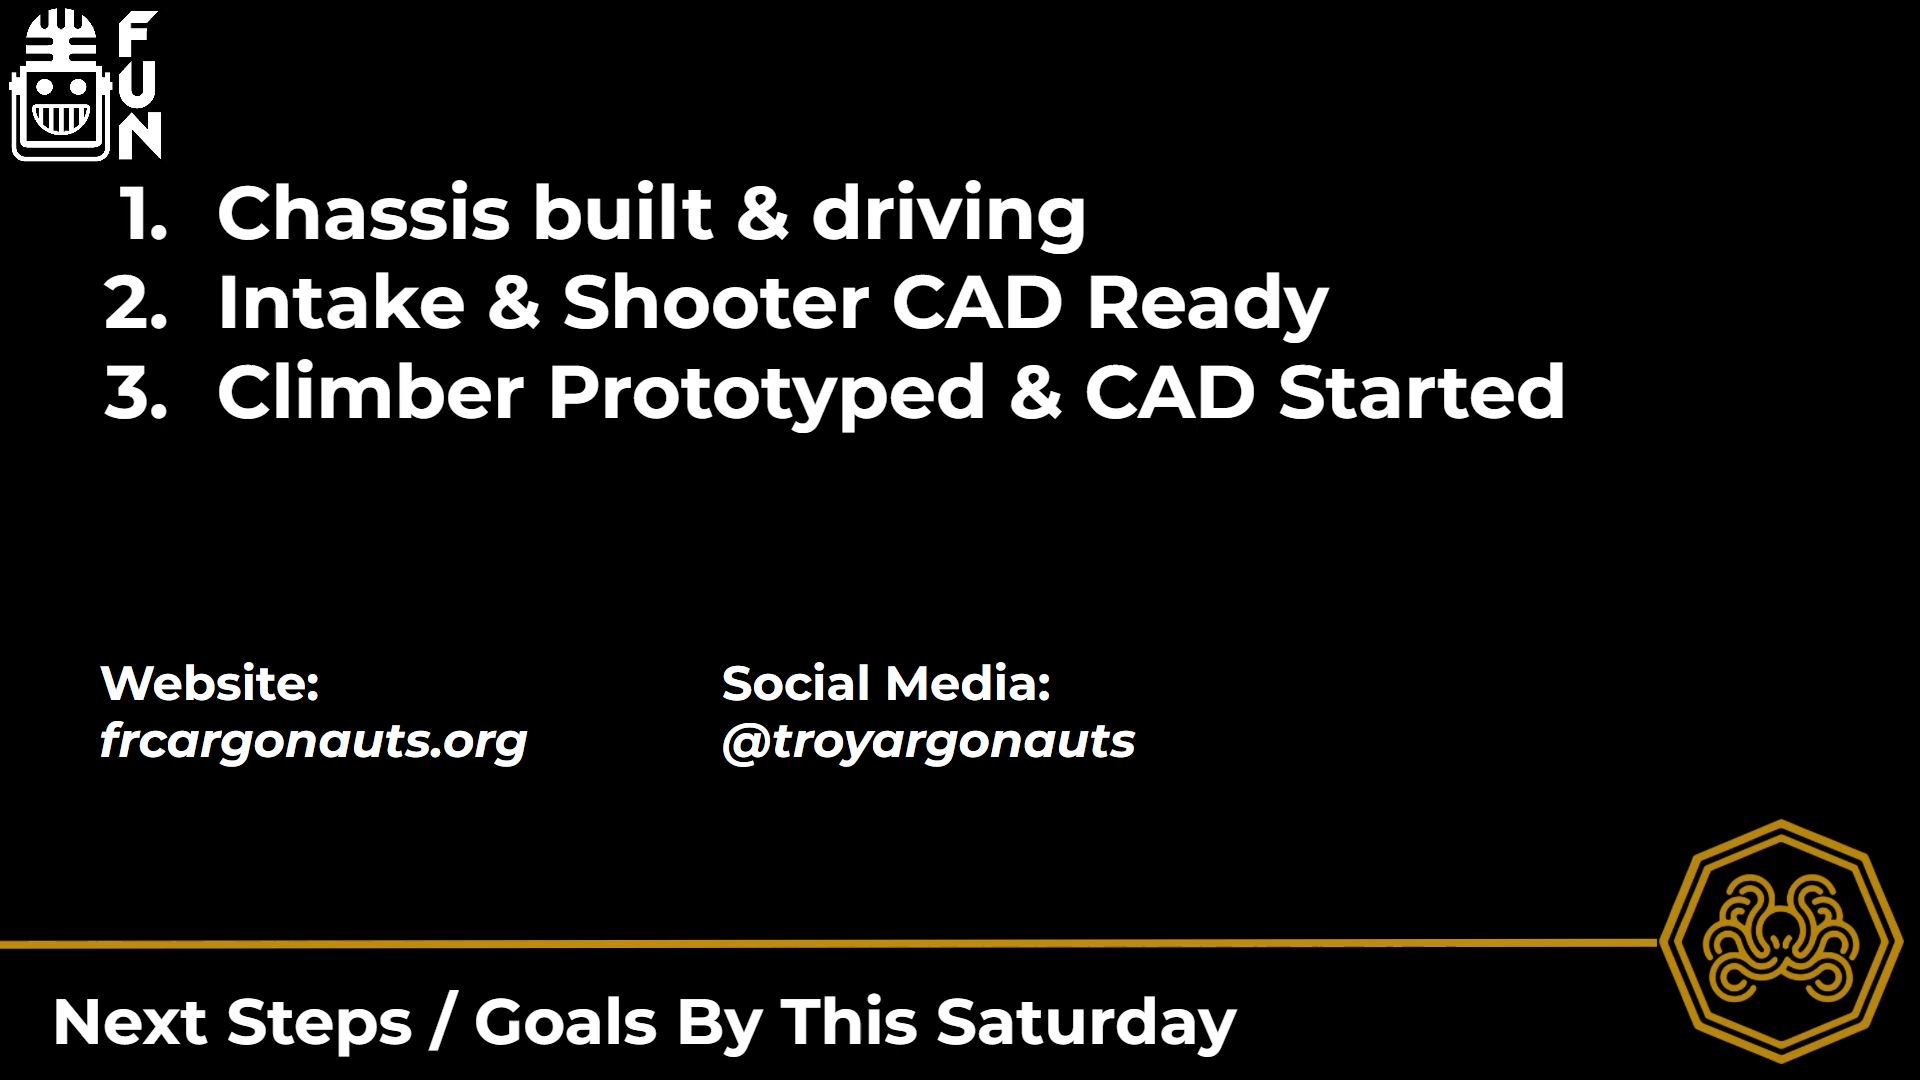 FUN
1. Chassis built & driving
2. Intake & Shooter CAD Ready
3. Climber Prototyped & CAD Started
Website:
frcargonauts.org
Social Media:
@troyargonauts
Next Steps / Goals By This Saturday